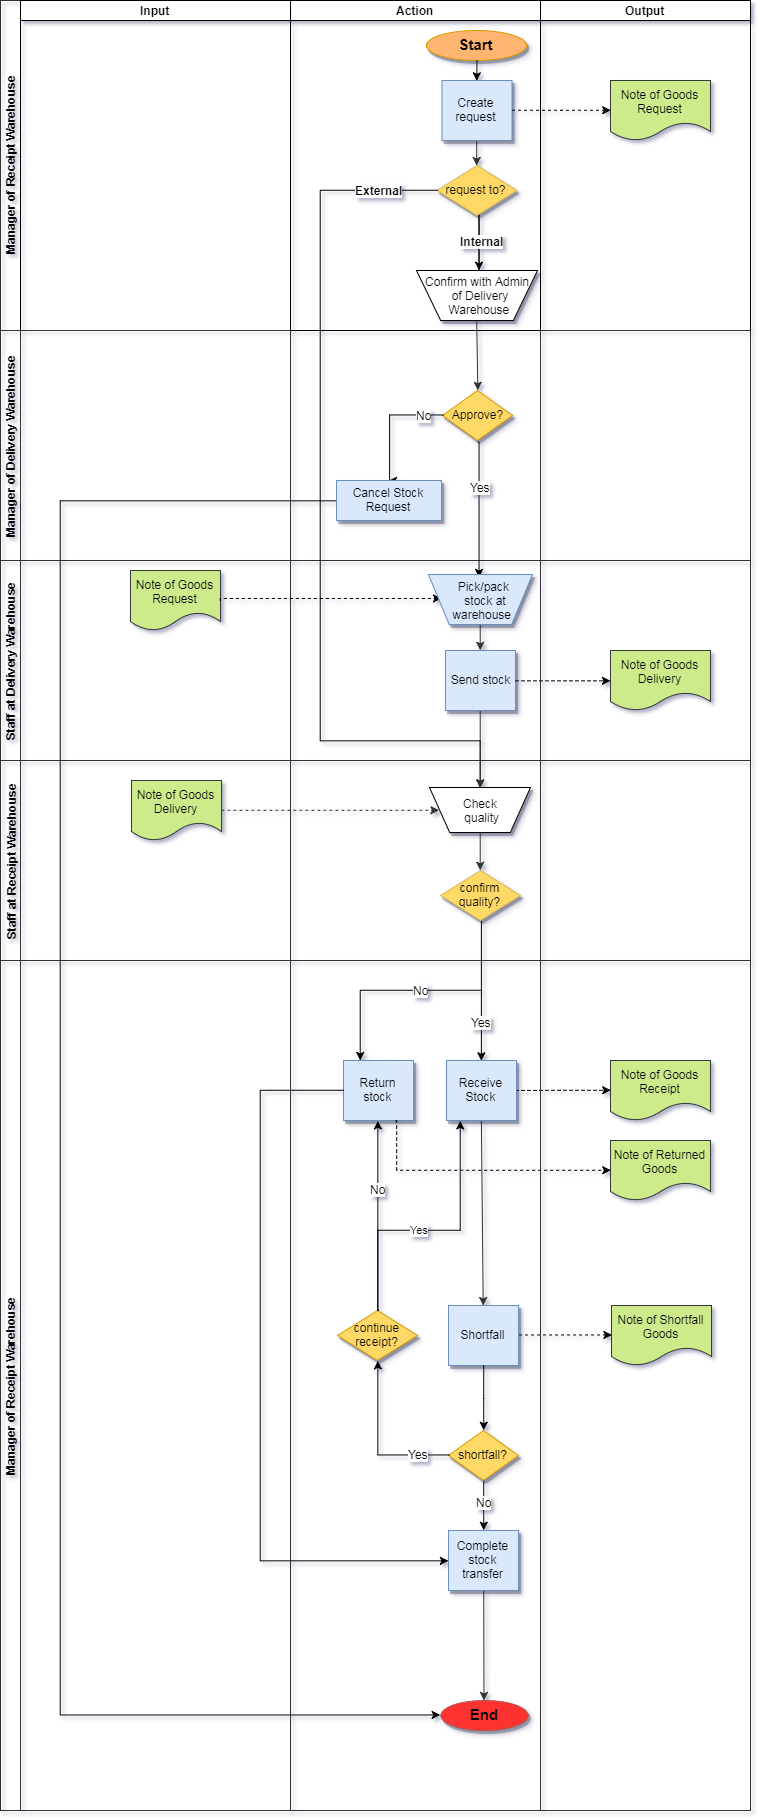 Input
Action
Output
Manager of Receipt Warehouse
Start
Create
request
Note of Goods
Request
request to?
External
Internal
Confirm with Admin
of Delivery
Warehouse
Manager of Delivery Warehouse
Approve?
No
Yes
Cancel Stock
Request
Staff at Delivery Warehouse
Note of Goods
Request
Pick/pack
stock at
warehouse
Send stock
Note of Goods
Delivery
Staff at Receipt Warehouse
Note of Goods
Delivery
Check
quality
confirm
quality?
Manager of Receipt Warehouse
No
Yes
Return
stock
Receive
Stock
Note of Goods
Receipt
Note of Returned
Goods
No
Yes
continue
receipt?
Shortfall
Note of Shortfall
Goods
Yes
shortfall?
No
Complete
stock
transfer
End